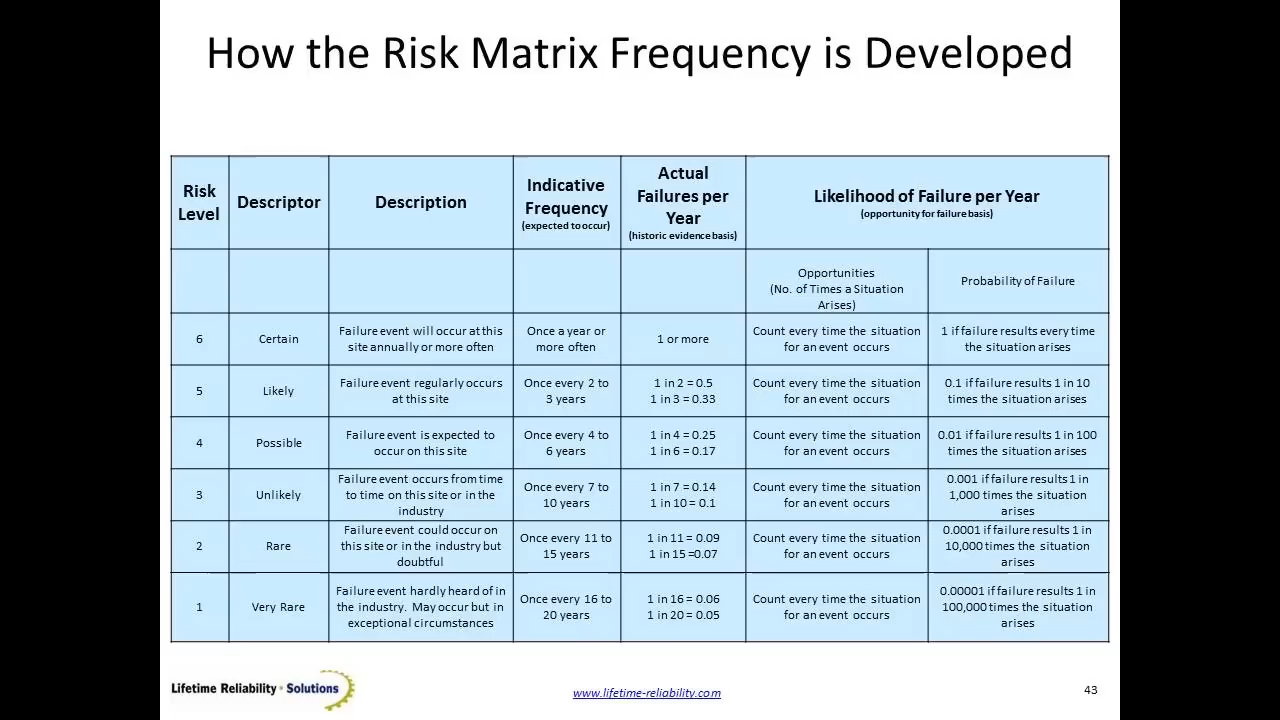 How the Risk Matrix Frequency is Developed
Risk
Level
Descriptor
Description
Indicative
Frequency
(expected to occur)
Actual
Failures per
Year
(historic evidence basis)
Likelihood of Failure per Year
(opportunity for failure basis)
Opportunities
(No. of Times a Situation
Arises)
Probability of Failure
6
Certain
Failure event will occur at this
site annually or more often
Once a year or
more often
1 or more
Count every time the situation
for an event occurs
1 if failure results every time
the situation arises
5
Likely
Failure event regularly occurs
at this site
Once every 2 to
3 years
1 in 2 = 0.5
1 in 3 = 0.33
Count every time the situation
for an event occurs
0.1 if failure results 1 in 10
times the situation arises
4
Possible
Failure event is expected to
occur on this site
Once every 4 to
6 years
1 in 4 = 0.25
1 in 6 = 0.17
Count every time the situation
for an event occurs
0.01 if failure results 1 in 100
times the situation arises
3
Unlikely
Failure event occurs from time
to time on this site or in the
industry
Once every 7 to
10 years
1 in 7 = 0.14
1 in 10 = 0.1
Count every time the situation
for an event occurs
0.001 if failure results 1 in
1,000 times the situation
arises
2
Rare
Failure event could occur on
this site or in the industry but
doubtful
Once every 11 to
15 years
1 in 11 = 0.09
1 in 15 =0.07
Count every time the situation
for an event occurs
0.0001 if failure results 1 in
10,000 times the situation
arises
1
Very Rare
Failure event hardly heard of in
the industry. May occur but in
exceptional circumstances
Once every 16 to
20 years
1 in 16 = 0.06
1 in 20 = 0.05
Count every time the situation
for an event occurs
0.00001 if failure results 1 in
100,000 times the situation
arises
Lifetime Reliability • Solutions
www.lifetime-reliability.com
43